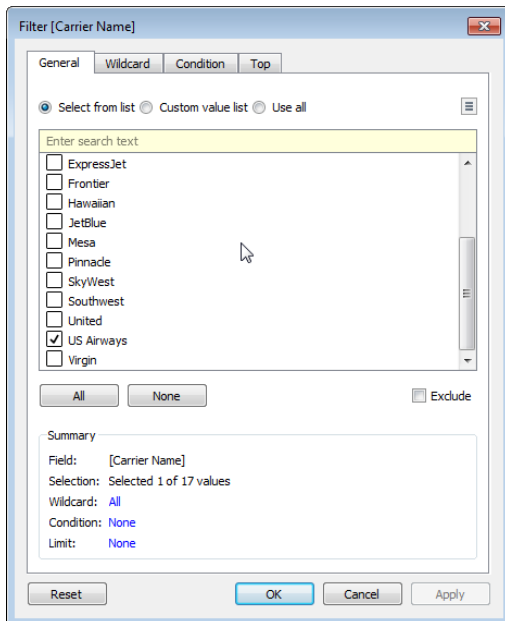 Filter [Carrier Name]
General Wildcard Condition Top
Select from list Custom value list Use all
Enter search text
ExpressJet
Frontier
Hawaiian
JetBlue
Mesa
Pinnacle
SkyWest
Southwest
United
US Airways
Virgin
All None Exclude
Summary
Field: [Carrier Name]
Selection: Selected 1 of 17 values
Wildcard: All
Condition: None
Limit: None
Reset OK Cancel Apply